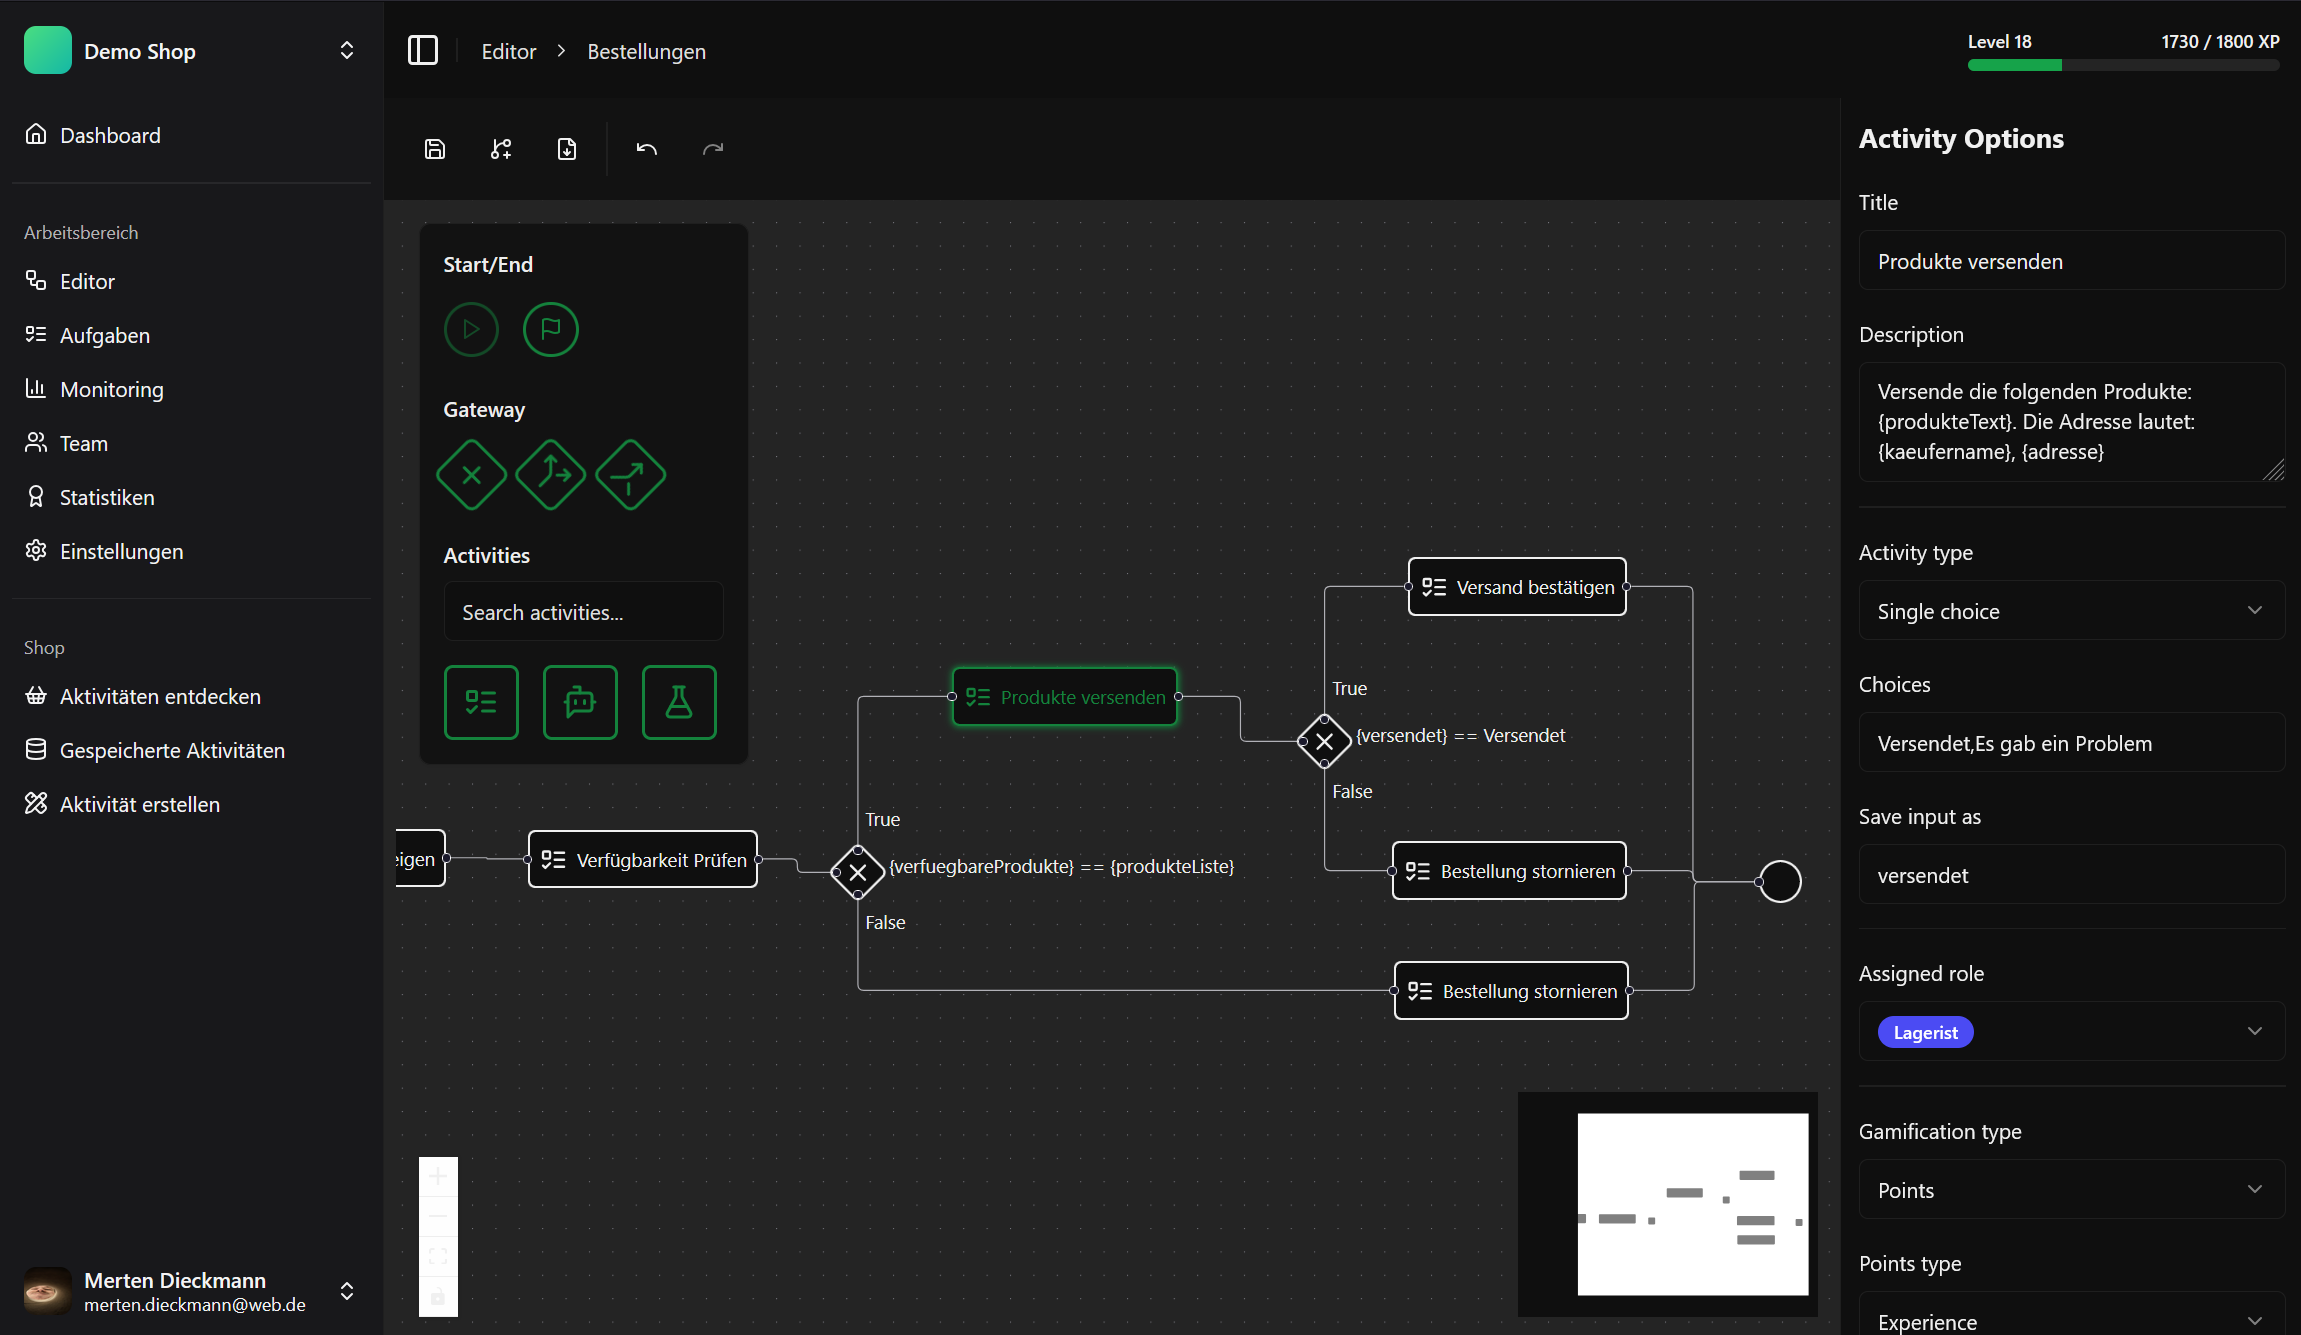 Demo Shop
Dashboard
Arbeitsbereich
Editor
Aufgaben
Monitoring
Team
Statistiken
Einstellungen
Shop
Aktivitäten entdecken
Gespeicherte Aktivitäten
Aktivität erstellen
Merten Dieckmann
merten.dieckmann@web.de
Editor > Bestellungen
Level 18
1730 / 1800 XP
Start/End
Gateway
Activities
Search activities...
eigen
Verfügbarkeit Prüfen
True
{verfuegbareProdukte} == {produkteListe}
False
Produkte versenden
True
{versendet} == Versendet
False
Versand bestätigen
Bestellung stornieren
Bestellung stornieren
Activity Options
Title
Produkte versenden
Description
Versende die folgenden Produkte:
{produkteText}. Die Adresse lautet:
{kaeufername}, {adresse}
Activity type
Single choice
Choices
Versendet,Es gab ein Problem
Save input as
versendet
Assigned role
Lagerist
Gamification type
Points
Points type
Experience